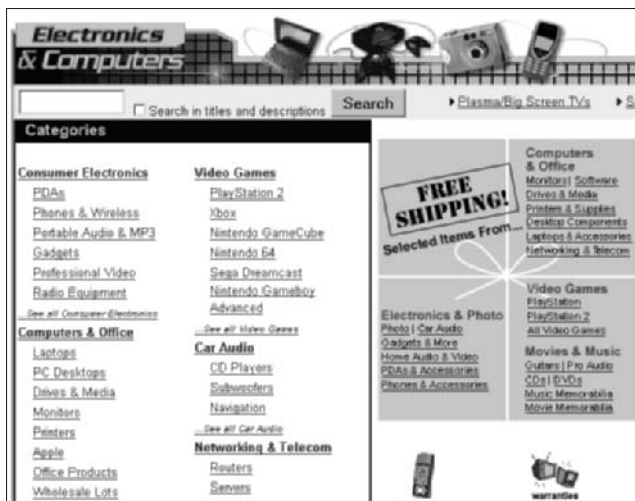 Electronics
& Computers
Search in titles and descriptions
Search
Plasma/Big Screen TVs
S
Categories
Consumer Electronics
PDAs
Phones & Wireless
Portable Audio & MP3
Gadgets
Professional Video
Radio Equipment
...See all Consumer Electronics
Computers & Office
Laptops
PC Desktops
Drives & Media
Monitors
Printers
Apple
Office Products
Wholesale Lots
Video Games
PlayStation 2
Xbox
Nintendo GameCube
Nintendo 64
Sega Dreamcast
Nintendo Gameboy
Advanced
...See all Video Games
Car Audio
CD Players
Subwoofers
Navigation
...See all Car Audio
Networking & Telecom
Routers
Servers
FREE
SHIPPING!
Selected Items From...
Computers
& Office
Monitors | Software
Drives & Media
Printers & Supplies
Desktop Components
Laptops & Accessories
Networking & Telecom
Electronics & Photo
Photo | Car Audio
Gadgets & More
Home Audio & Video
PDAs & Accessories
Phones & Accessories
Video Games
PlayStation
PlayStation 2
All Video Games
Movies & Music
Guitars | Pro Audio
CDs | DVDs
Music Memorabilia
Movie Memorabilia
warranties